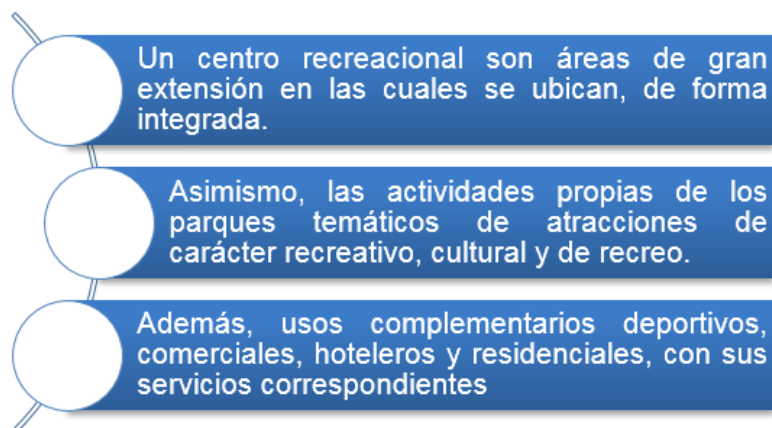 Un centro recreacional son áreas de gran
extensión en las cuales se ubican, de forma
integrada.
Asimismo, las actividades propias de los
parques temáticos de atracciones de
carácter recreativo, cultural y de recreo.
Además, usos complementarios deportivos,
comerciales, hoteleros y residenciales, con sus
servicios correspondientes